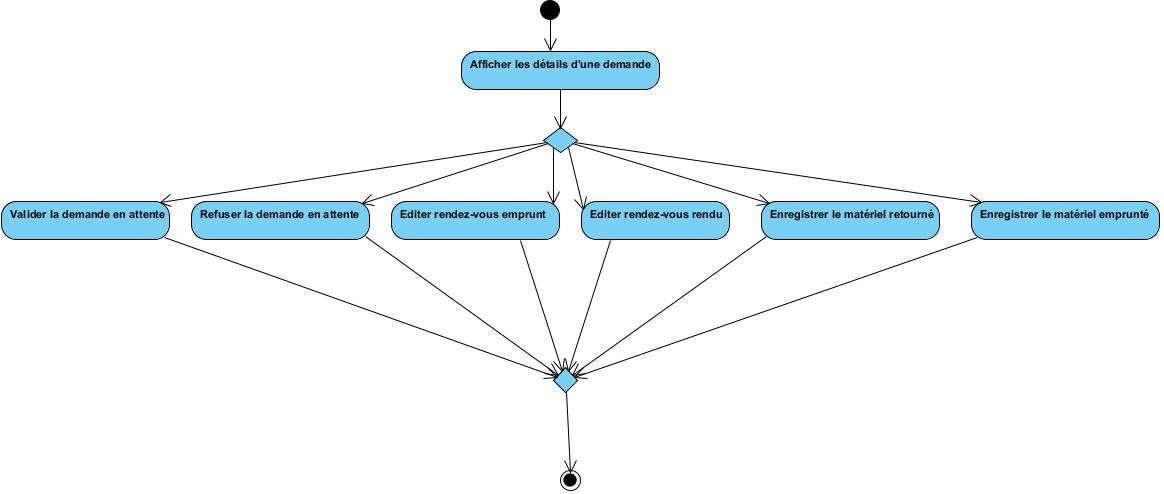 Afficher les détails d'une demande
Valider la demande en attente
Refuser la demande en attente
Editer rendez-vous emprunt
Editer rendez-vous rendu
Enregistrer le matériel retourné
Enregistrer le matériel emprunté